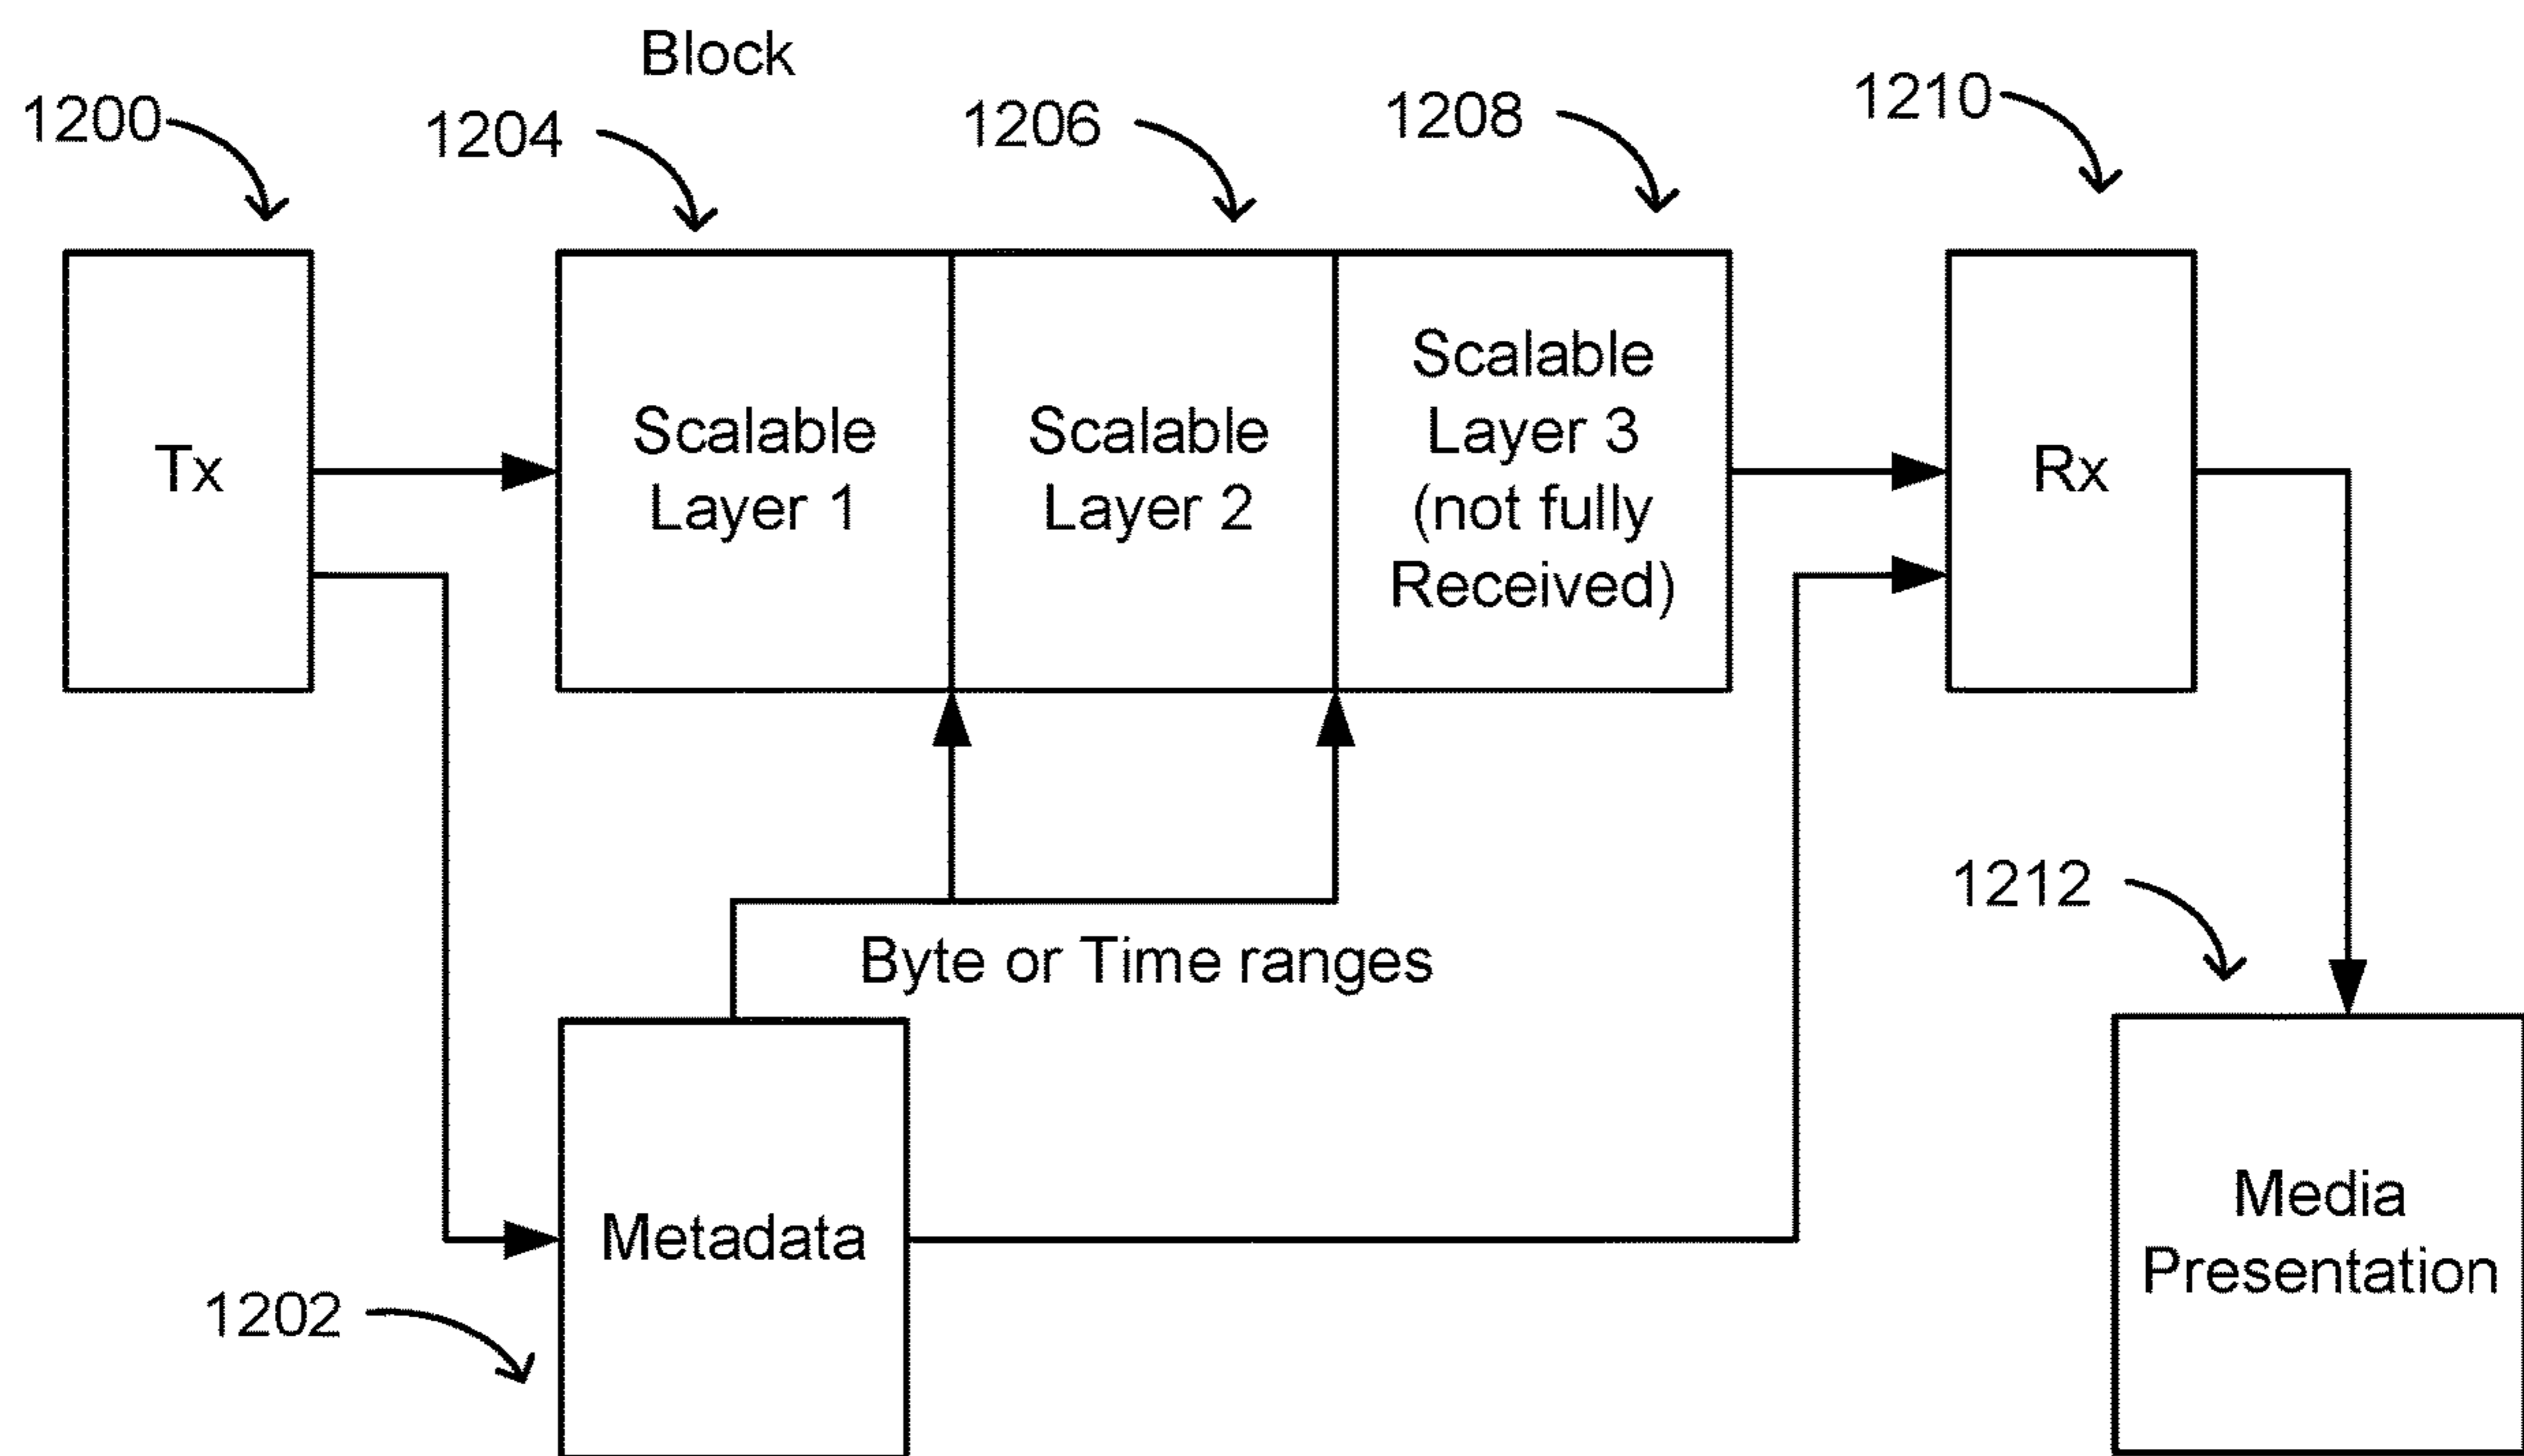 Block
1200
1204
1206
1208
1210
Tx
Scalable
Layer 1
Scalable
Layer 2
Scalable
Layer 3
(not fully
Received)
Rx
Byte or Time ranges
1212
Metadata
1202
Media
Presentation